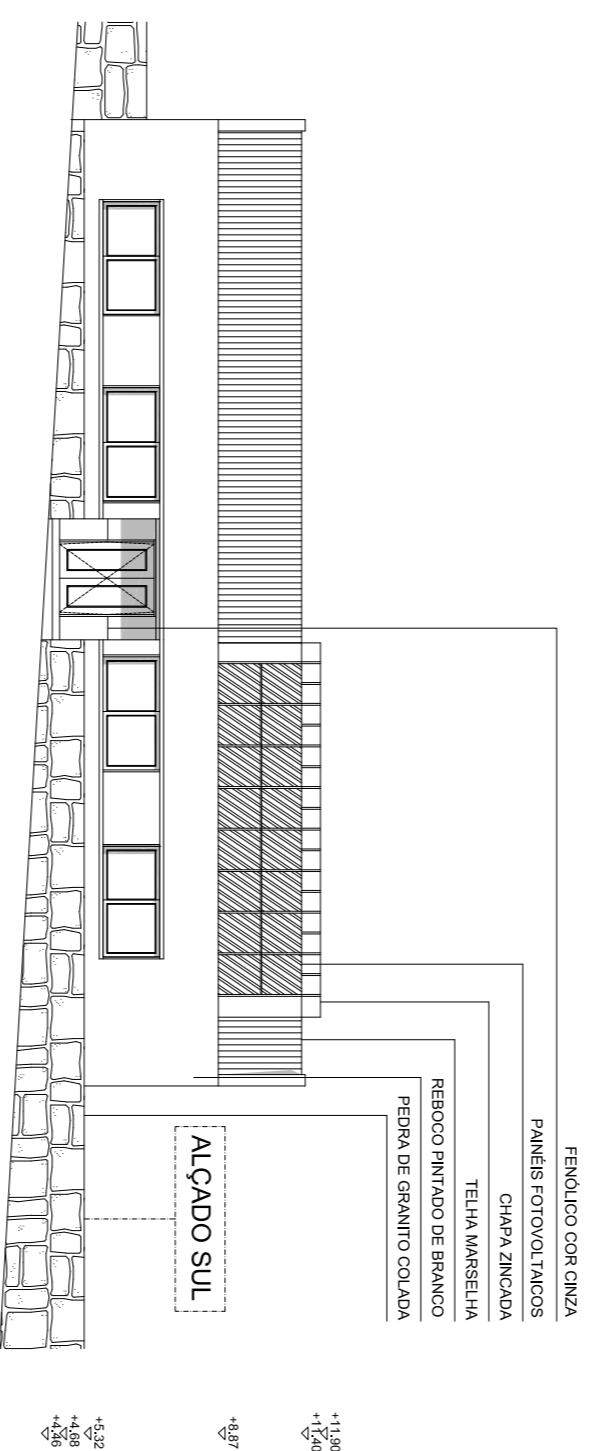 FENÓLICO COR CINZA
PAINÉIS FOTOVOLTAICOS
CHAPA ZINCADA
TELHA MARSELHA
REBOCO PINTADO DE BRANCO
PEDRA DE GRANITO COLADA
ALÇADO SUL
+11.90
+11.40
+8.87
+5.32
+4.68
+4.46